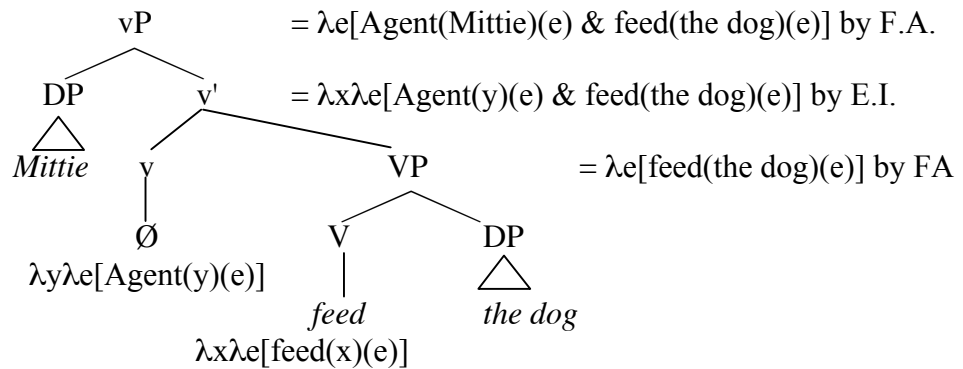 vP = λe[Agent(Mittie)(e) & feed(the dog)(e)] by F.A.
DP v' = λxλe[Agent(y)(e) & feed(the dog)(e)] by E.I.
Mittie v VP = λe[feed(the dog)(e)] by FA
Ø V DP
λyλe[Agent(y)(e)]
feed the dog
λxλe[feed(x)(e)]